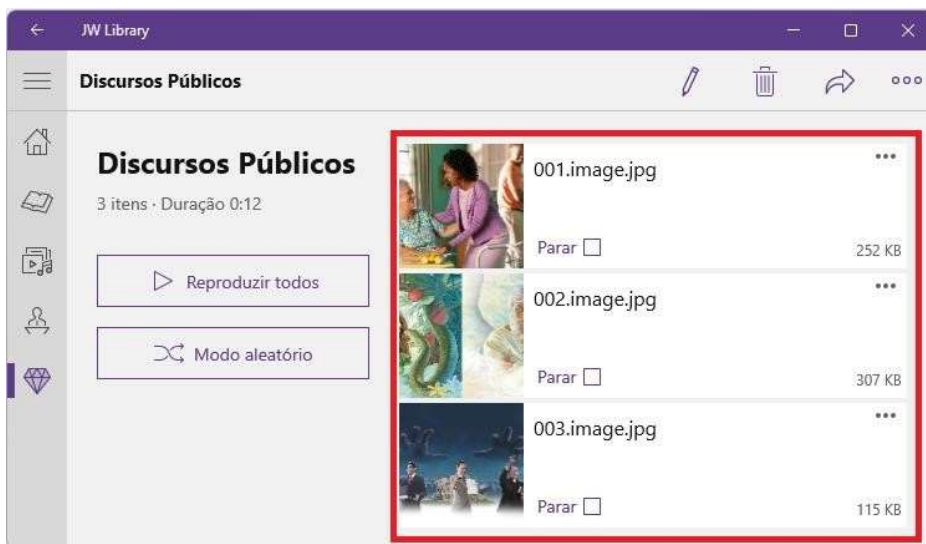 JW Library
Discursos Públicos
Discursos Públicos
3 itens · Duração 0:12
Reproduzir todos
Modo aleatório
001.image.jpg
Parar
252 KB
002.image.jpg
Parar
307 KB
003.image.jpg
Parar
115 KB